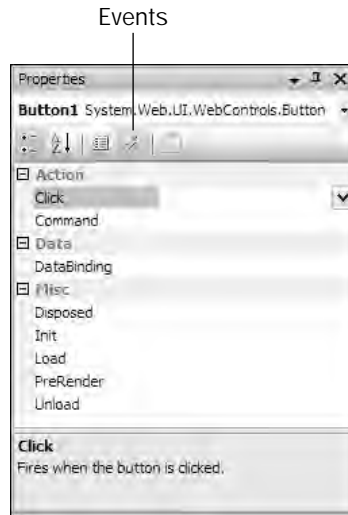 Events
Properties
Button1 System.Web.UI.WebControls.Button
Action
Click
Command
Data
DataBinding
Misc
Disposed
Init
Load
PreRender
Unload
Click
Fires when the button is clicked.